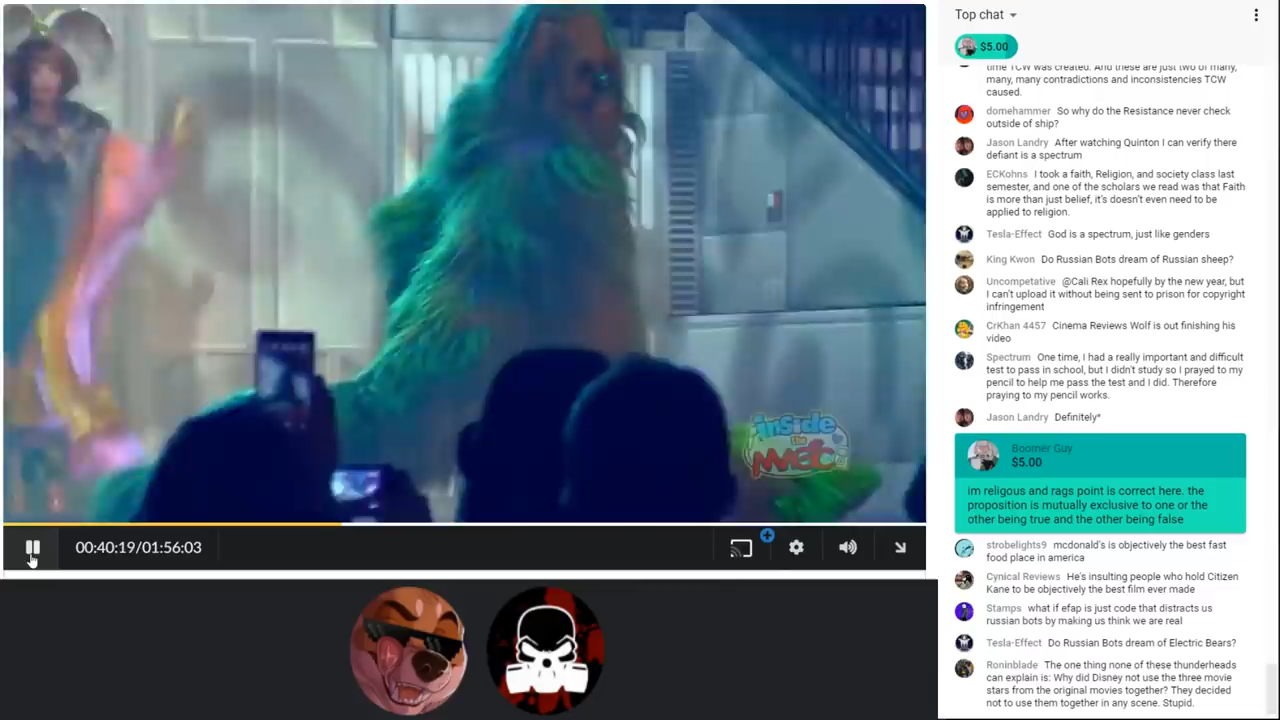 Top chat
$5.00
time TCW was created. And these are just two of many,
many, many contradictions and inconsistencies TCW
caused.
domehammer So why do the Resistance never check
outside of ship?
Jason Landry After watching Quinton I can verify there
defiant is a spectrum
ECKohns I took a faith, Religion, and society class last
semester, and one of the scholars we read was that Faith
is more than just belief, it's doesn't even need to be
applied to religion.
Tesla-Effect God is a spectrum, just like genders
King Kwon Do Russian Bots dream of Russian sheep?
Uncompetative @Cali Rex hopefully by the new year, but
I can't upload it without being sent to prison for copyright
infringement
CrKhan 4457 Cinema Reviews Wolf is out finishing his
video
Spectrum One time, I had a really important and difficult
test to pass in school, but I didn't study so I prayed to my
pencil to help me pass the test and I did. Therefore
praying to my pencil works.
Jason Landry Definitely*
Boomer Guy
$5.00
im religous and rags point is correct here. the
proposition is mutually exclusive to one or the
other being true and the other being false
strobelights9 mcdonald's is objectively the best fast
food place in america
Cynical Reviews He's insulting people who hold Citizen
Kane to be objectively the best film ever made
Stamps what if efap is just code that distracts us
russian bots by making us think we are real
Tesla-Effect Do Russian Bots dream of Electric Bears?
Roninblade The one thing none of these thunderheads
can explain is: Why did Disney not use the three movie
stars from the original movies together? They decided
not to use them together in any scene. Stupid.
inside
the
MAGIC
00:40:19/01:56:03